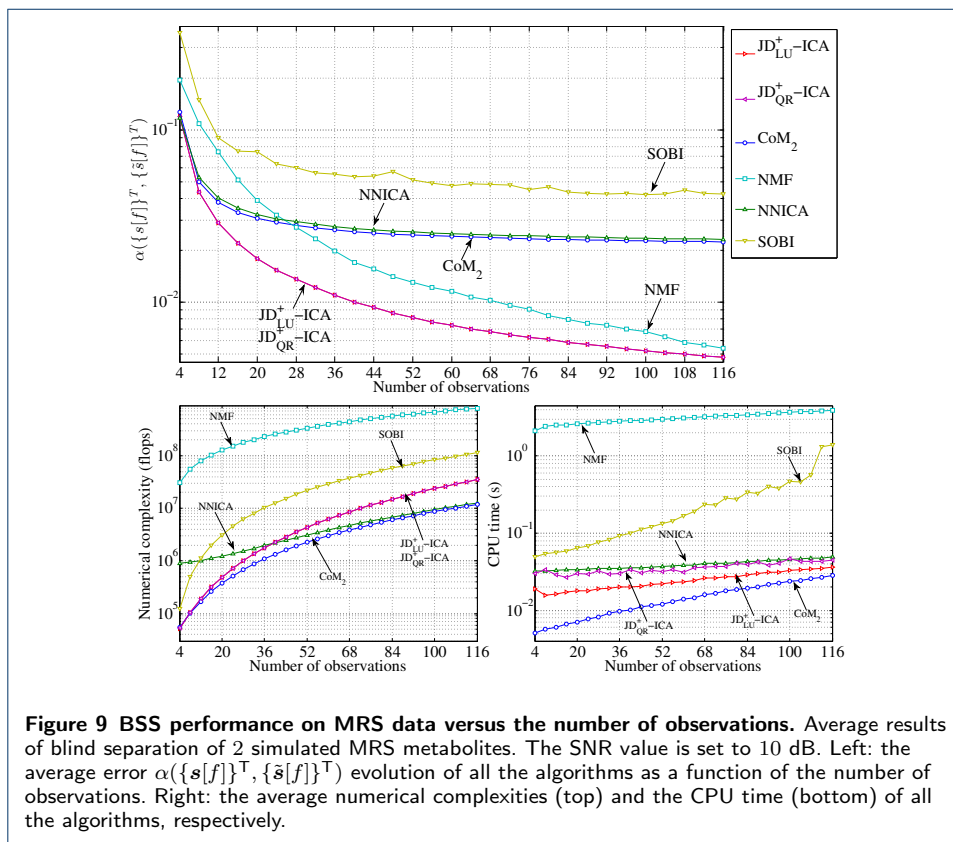 10⁻¹
10⁻²
α({s[f]}ᵀ, {s̃[f]}ᵀ)
SOBI
NNICA
CoM₂
NMF
JD⁺LU–ICA
JD⁺QR–ICA
4 12 20 28 36 44 52 60 68 76 84 92 100 108 116
Number of observations
JD⁺LU–ICA
JD⁺QR–ICA
CoM₂
NMF
NNICA
SOBI
10⁸
10⁷
10⁶
10⁵
Numerical complexity (flops)
NMF
SOBI
NNICA
JD⁺LU–ICA
JD⁺QR–ICA
CoM₂
4 20 36 52 68 84 100 116
Number of observations
10⁰
10⁻¹
10⁻²
CPU time (s)
NMF
SOBI
NNICA
JD⁺QR–ICA
JD⁺LU–ICA
CoM₂
4 20 36 52 68 84 100 116
Number of observations
Figure 9 BSS performance on MRS data versus the number of observations. Average results
of blind separation of 2 simulated MRS metabolites. The SNR value is set to 10 dB. Left: the
average error α({s[f]}ᵀ, {s̃[f]}ᵀ) evolution of all the algorithms as a function of the number of
observations. Right: the average numerical complexities (top) and the CPU time (bottom) of all
the algorithms, respectively.